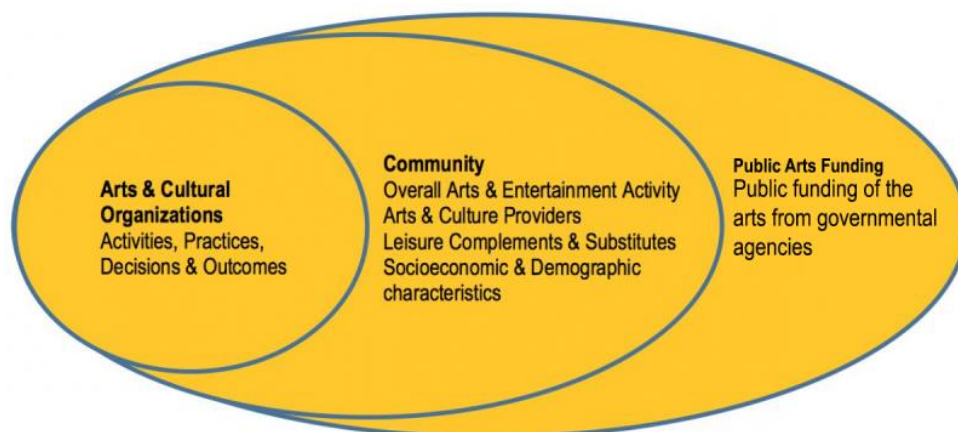 Arts & Cultural
Organizations
Activities, Practices,
Decisions & Outcomes
Community
Overall Arts & Entertainment Activity
Arts & Culture Providers
Leisure Complements & Substitutes
Socioeconomic & Demographic
characteristics
Public Arts Funding
Public funding of the
arts from governmental
agencies